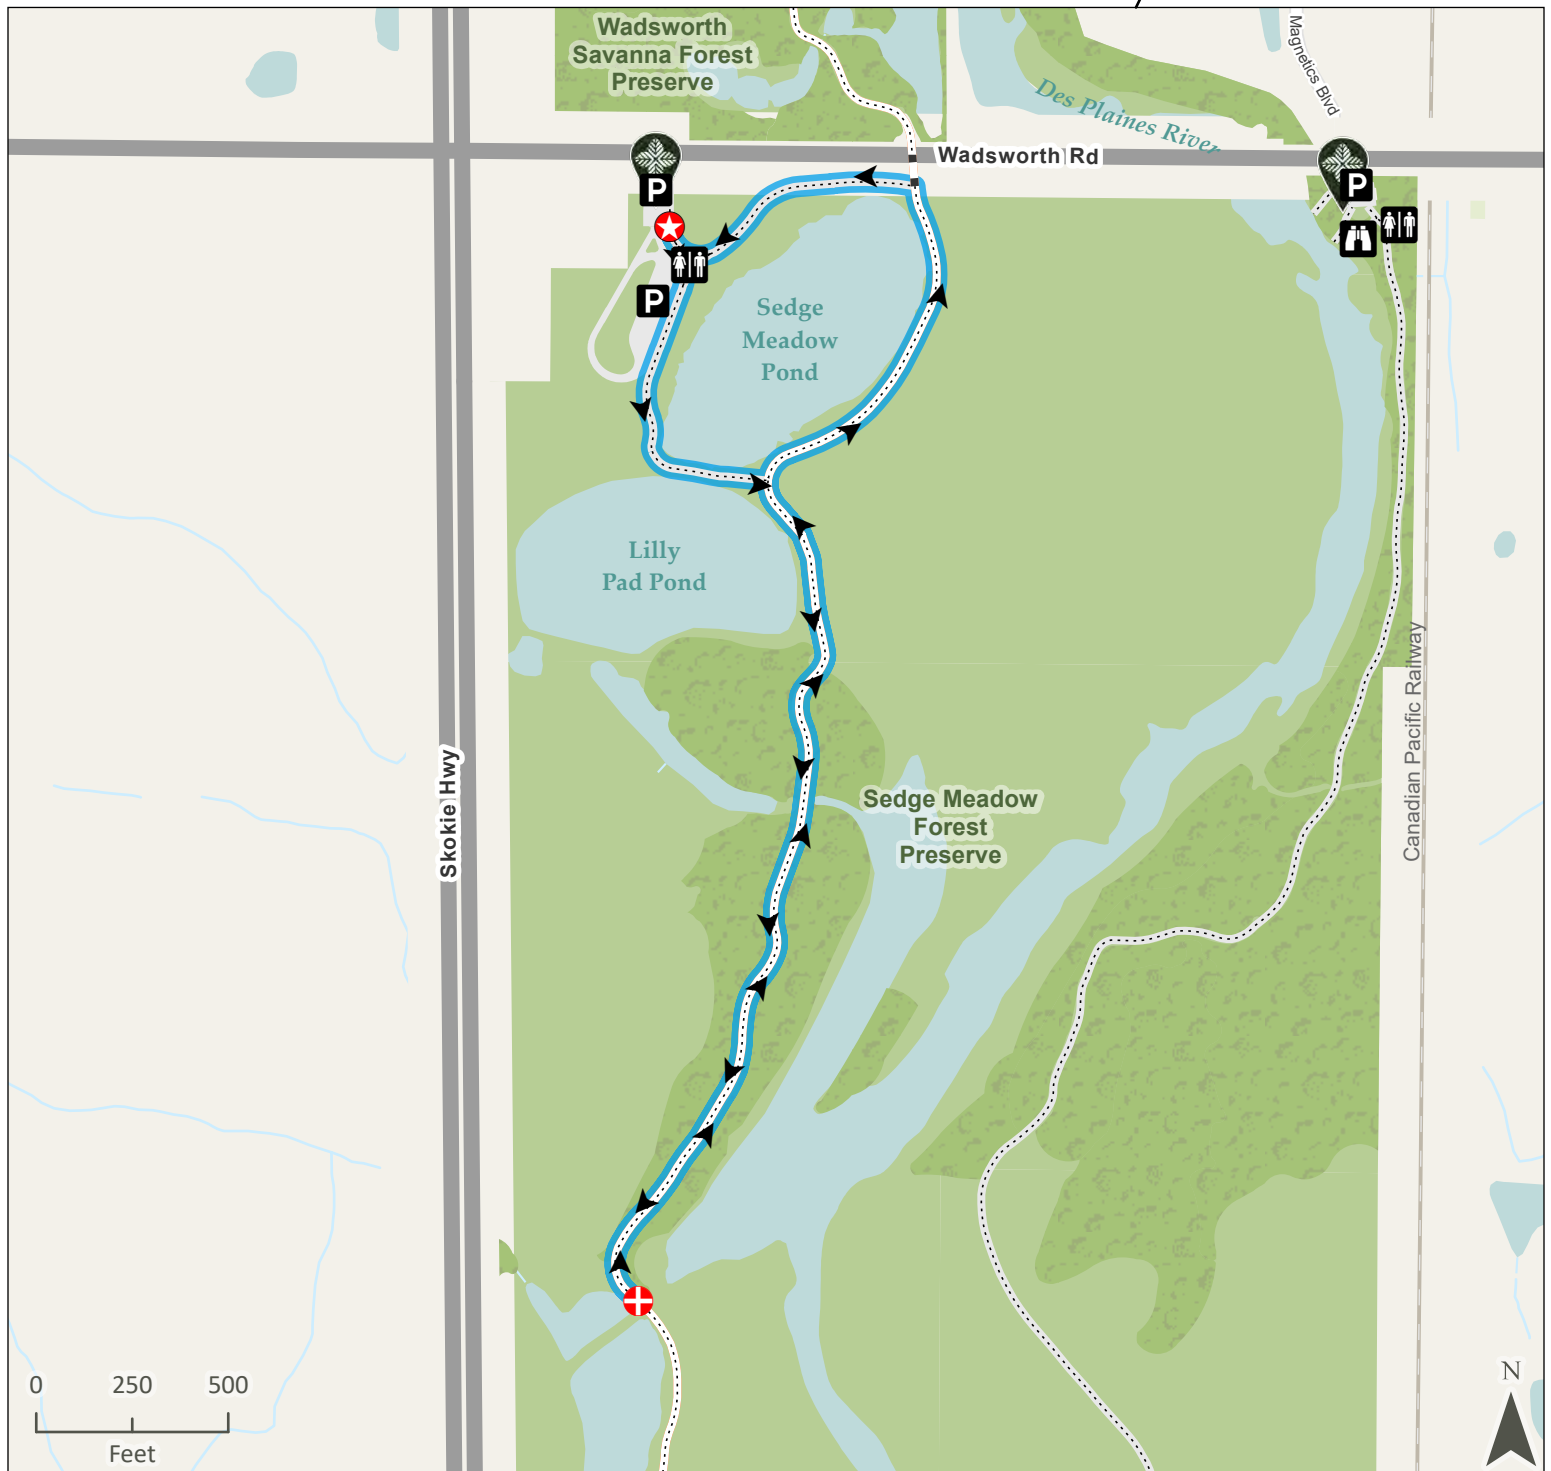 Wadsworth
Savanna Forest
Preserve
Magnetics Blvd
Des Plaines River
Wadsworth Rd
P
P
P
Sedge
Meadow
Pond
Lilly
Pad Pond
Skokie Hwy
Sedge Meadow
Forest
Preserve
Canadian Pacific Railway
0 250 500
Feet
N